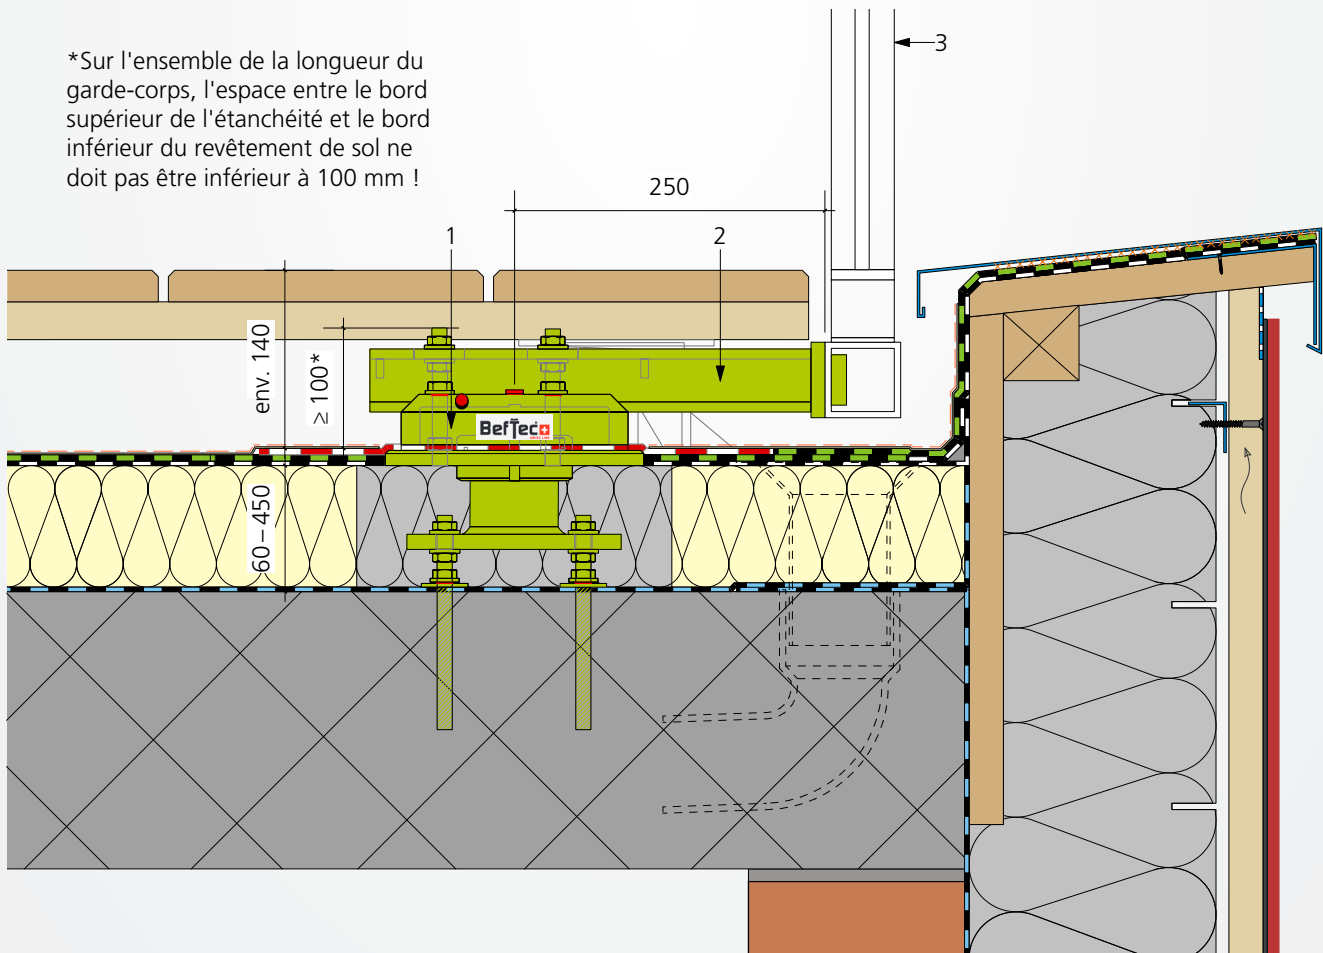 *Sur l'ensemble de la longueur du
garde-corps, l'espace entre le bord
supérieur de l'étanchéité et le bord
inférieur du revêtement de sol ne
doit pas être inférieur à 100 mm !
3
250
1
2
env. 140
≥ 100*
BefTec
60–450